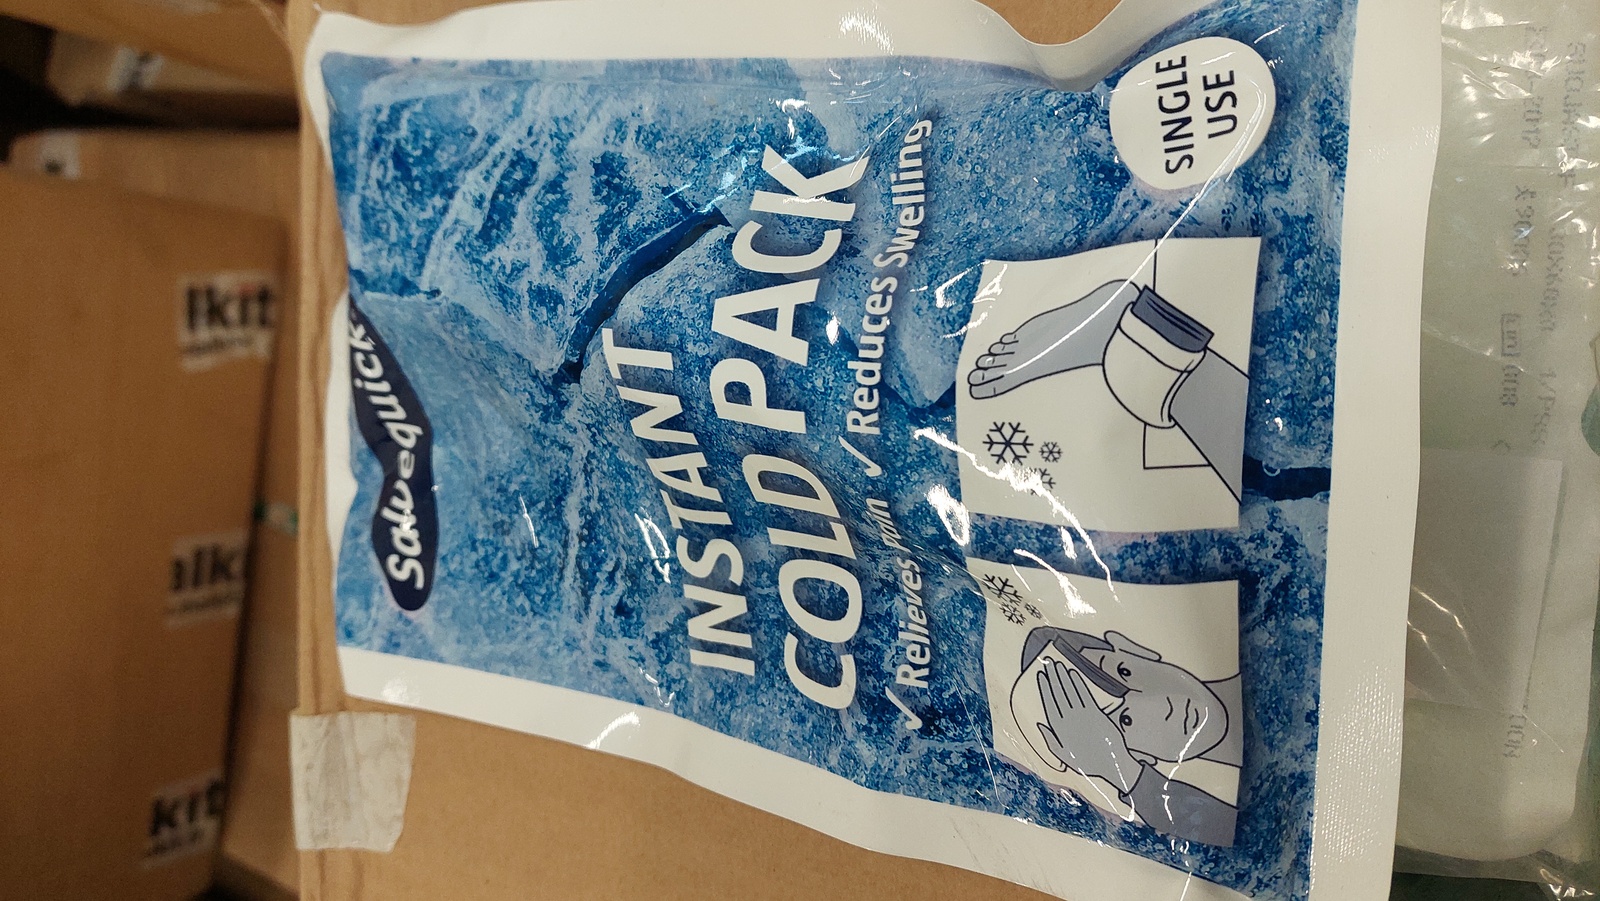 Salvequick
INSTANT
COLD PACK
✓ Relieves pain ✓ Reduces Swelling
SINGLE
USE